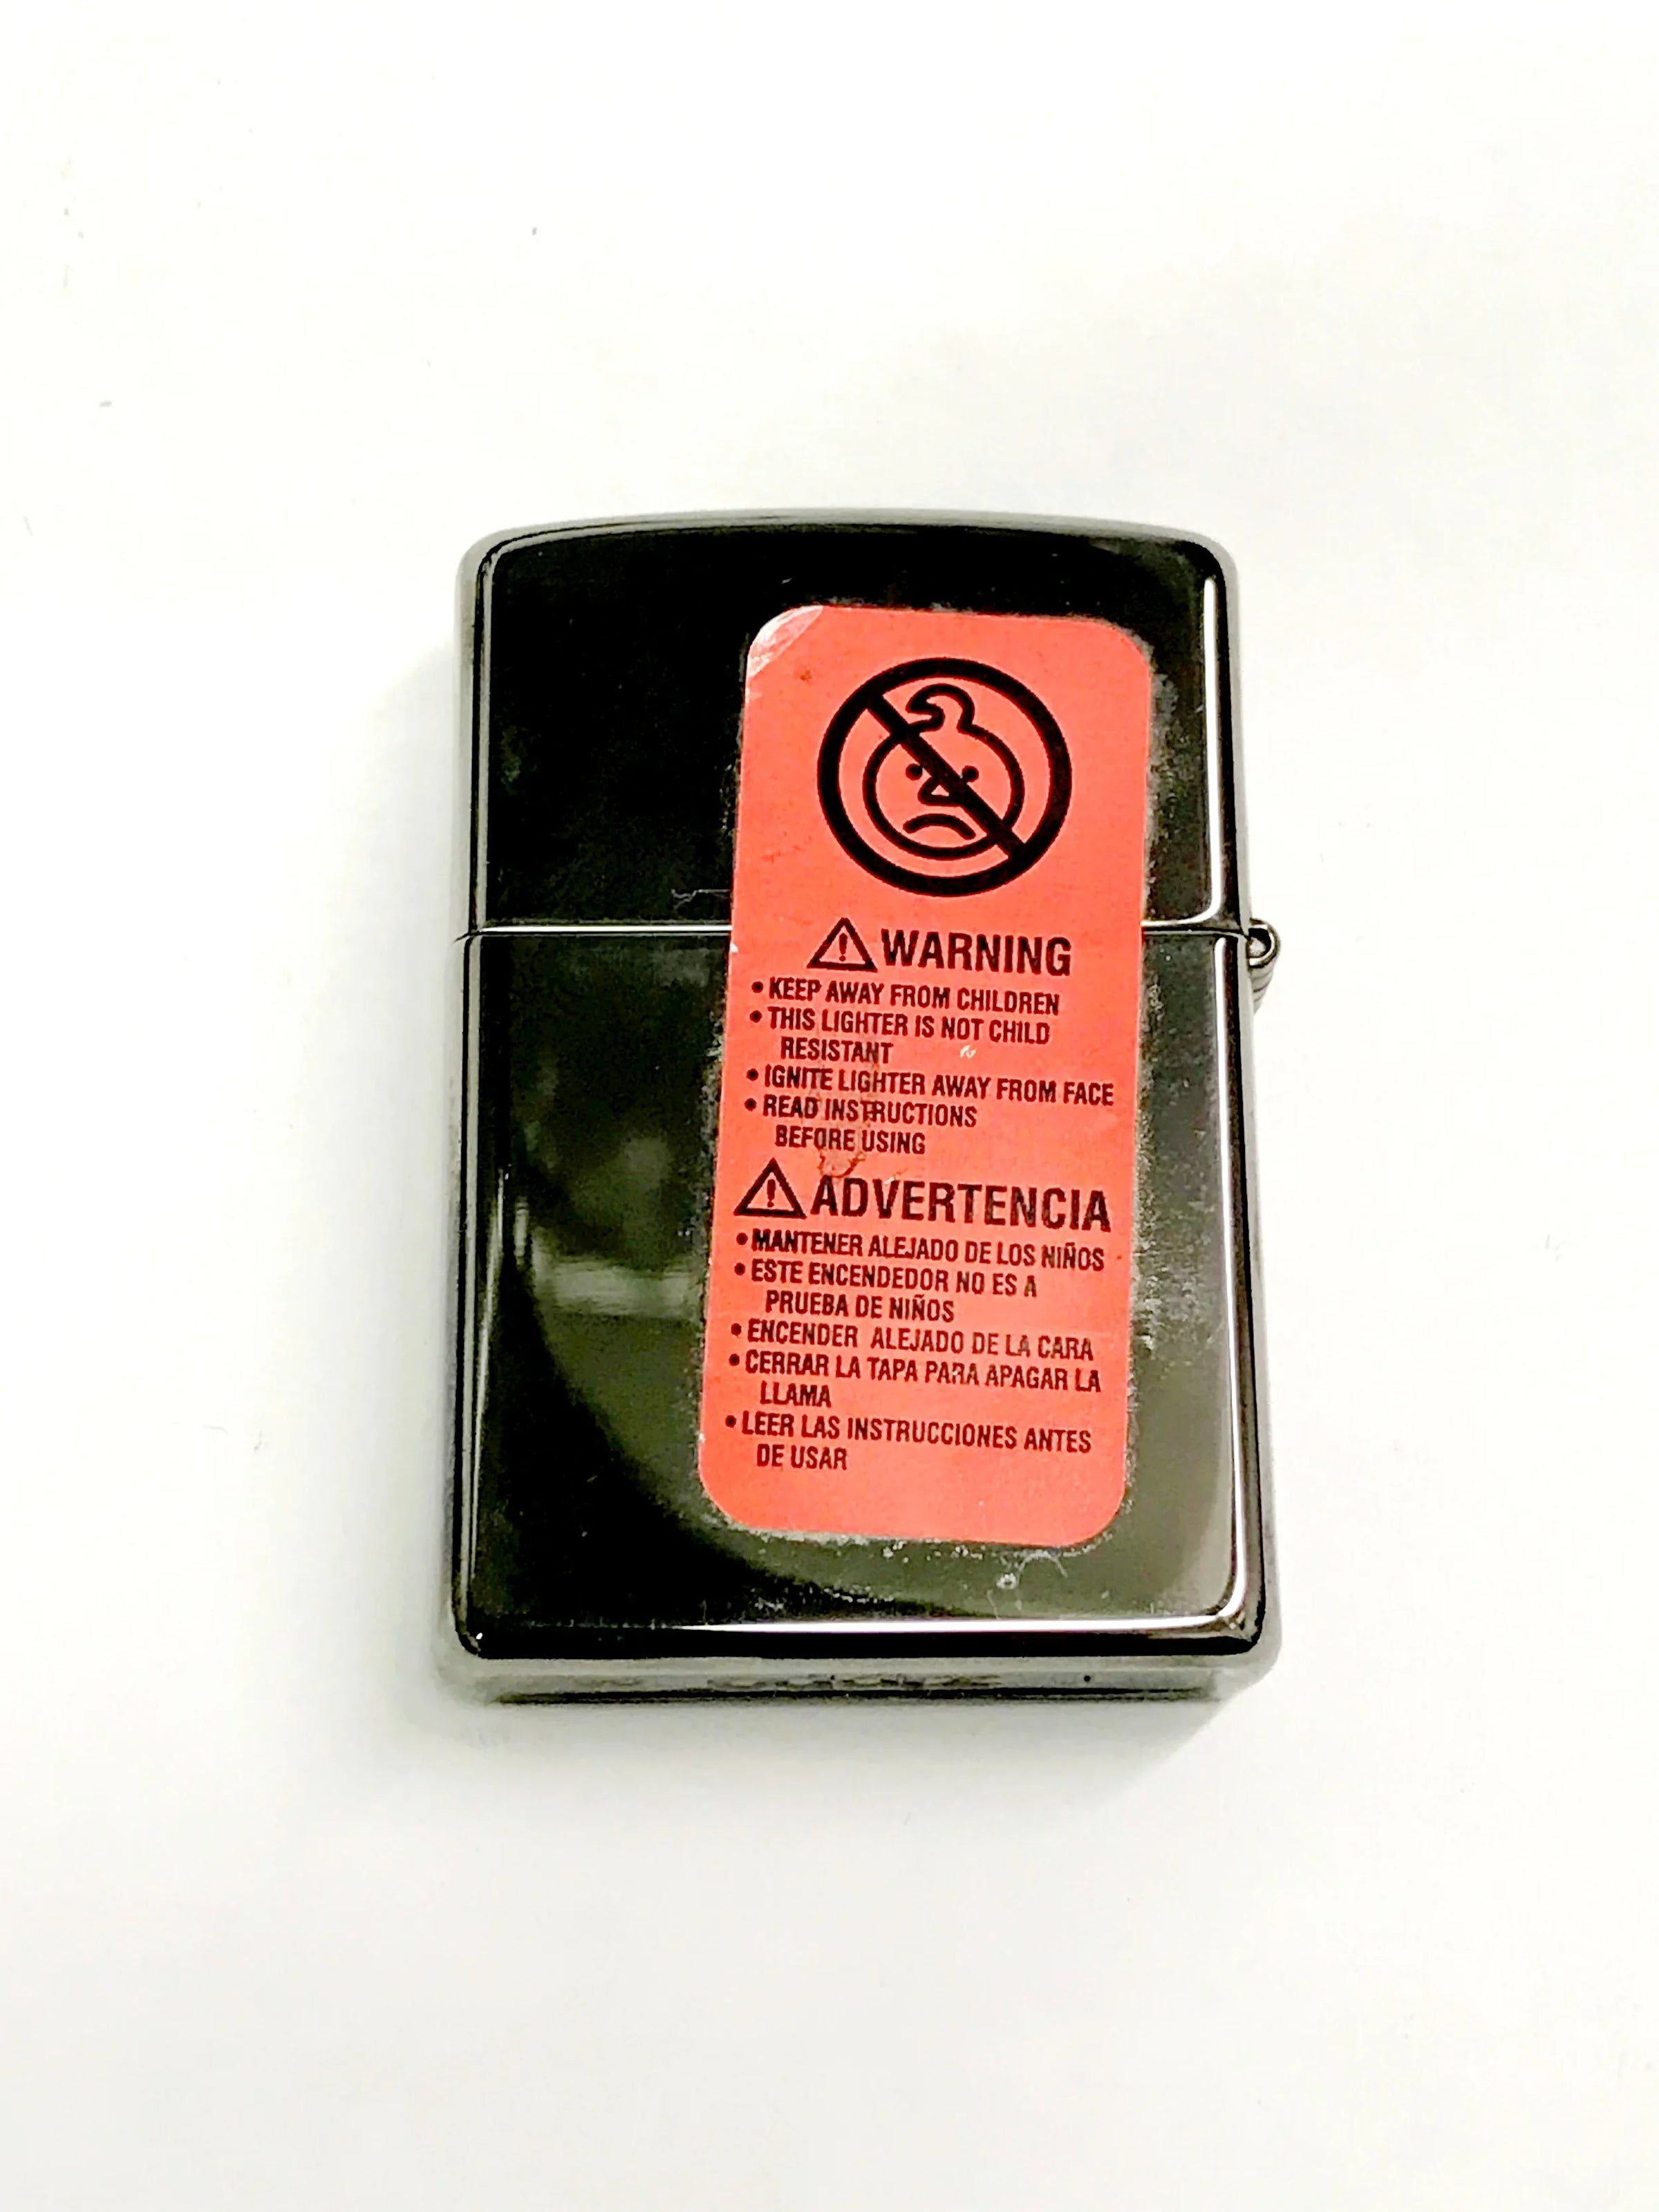 WARNING
• KEEP AWAY FROM CHILDREN
• THIS LIGHTER IS NOT CHILD
RESISTANT
• IGNITE LIGHTER AWAY FROM FACE
• READ INSTRUCTIONS
BEFORE USING
ADVERTENCIA
• MANTENER ALEJADO DE LOS NIÑOS
• ESTE ENCENDEDOR NO ES A
PRUEBA DE NIÑOS
• ENCENDER ALEJADO DE LA CARA
• CERRAR LA TAPA PARA APAGAR LA
LLAMA
• LEER LAS INSTRUCCIONES ANTES
DE USAR